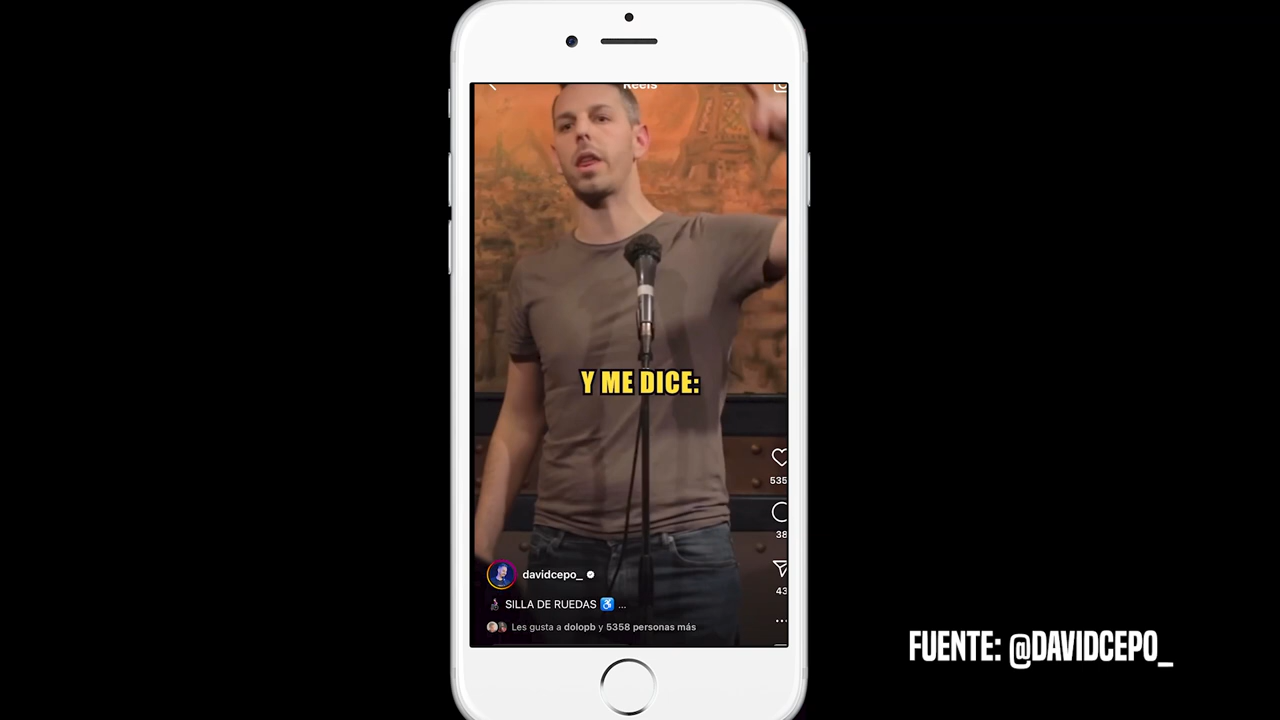 Reels
Y ME DICE:
535
38
43
davidcepo_
SILLA DE RUEDAS ♿ ...
Les gusta a dolopb y 5358 personas más
FUENTE: @DAVIDCEPO_